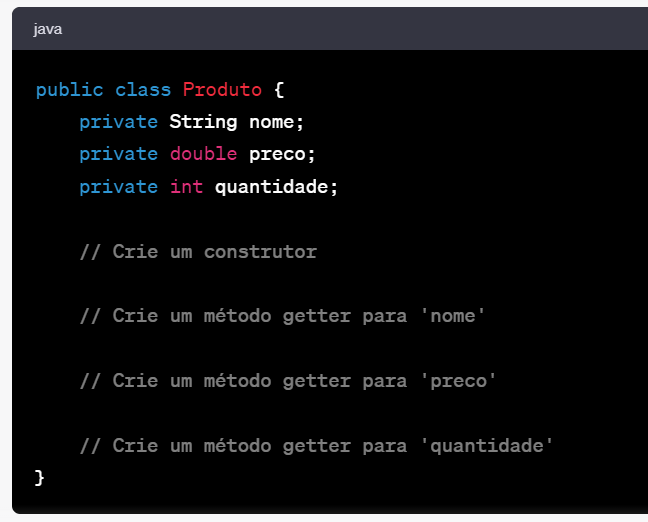 java
public class Produto {
private String nome;
private double preco;
private int quantidade;
// Crie um construtor
// Crie um método getter para 'nome'
// Crie um método getter para 'preco'
// Crie um método getter para 'quantidade'
}